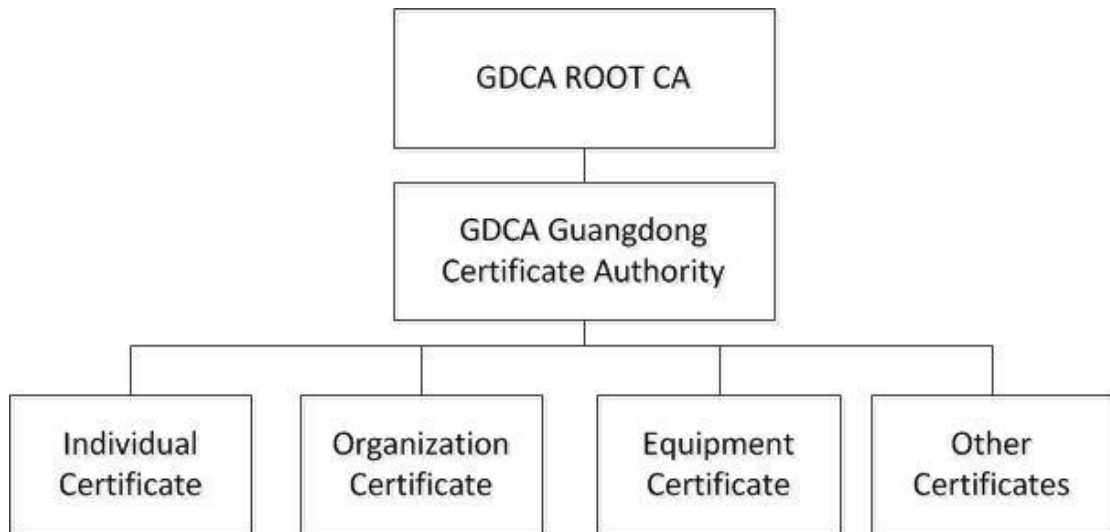 GDCA ROOT CA
GDCA Guangdong
Certificate Authority
Individual
Certificate
Organization
Certificate
Equipment
Certificate
Other
Certificates